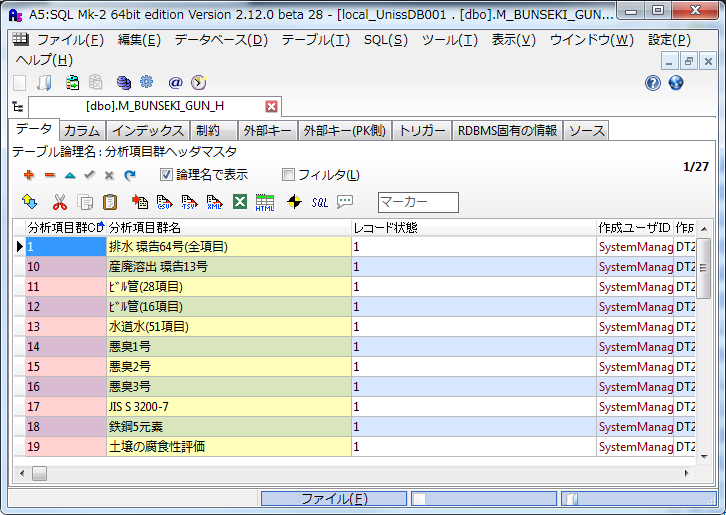 A5:SQL Mk-2 64bit edition Version 2.12.0 beta 28 - [local_UnissDB001 . [dbo].M_BUNSEKI_GUN...
ファイル(F) 編集(E) データベース(D) テーブル(T) SQL(S) ツール(T) 表示(V) ウインドウ(W) 設定(P)
ヘルプ(H)
[dbo].M_BUNSEKI_GUN_H
データ カラム インデックス 制約 外部キー 外部キー(PK側) トリガー RDBMS固有の情報 ソース
テーブル論理名 : 分析項目群ヘッダマスタ
1/27
論理名で表示 フィルタ(L)
CSV TSV XML HTML SQL マーカー
分析項目群CD 分析項目群名 レコード状態 作成ユーザID 作成
1 排水 環告64号(全項目) 1 SystemManag DT2
10 産廃溶出 環告13号 1 SystemManag DT2
11 ﾋﾞﾙ管(28項目) 1 SystemManag DT2
12 ﾋﾞﾙ管(16項目) 1 SystemManag DT2
13 水道水(51項目) 1 SystemManag DT2
14 悪臭1号 1 SystemManag DT2
15 悪臭2号 1 SystemManag DT2
16 悪臭3号 1 SystemManag DT2
17 JIS S 3200-7 1 SystemManag DT2
18 鉄鋼5元素 1 SystemManag DT2
19 土壌の腐食性評価 1 SystemManag DT2
ファイル(F)